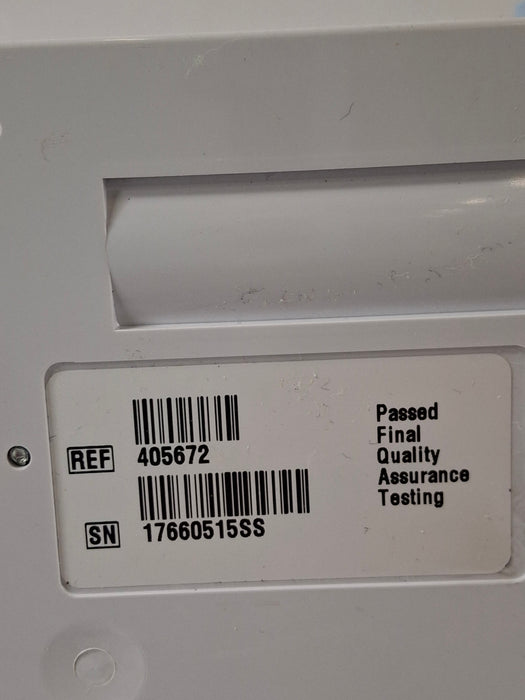 REF 405672
SN 17660515SS
Passed
Final
Quality
Assurance
Testing